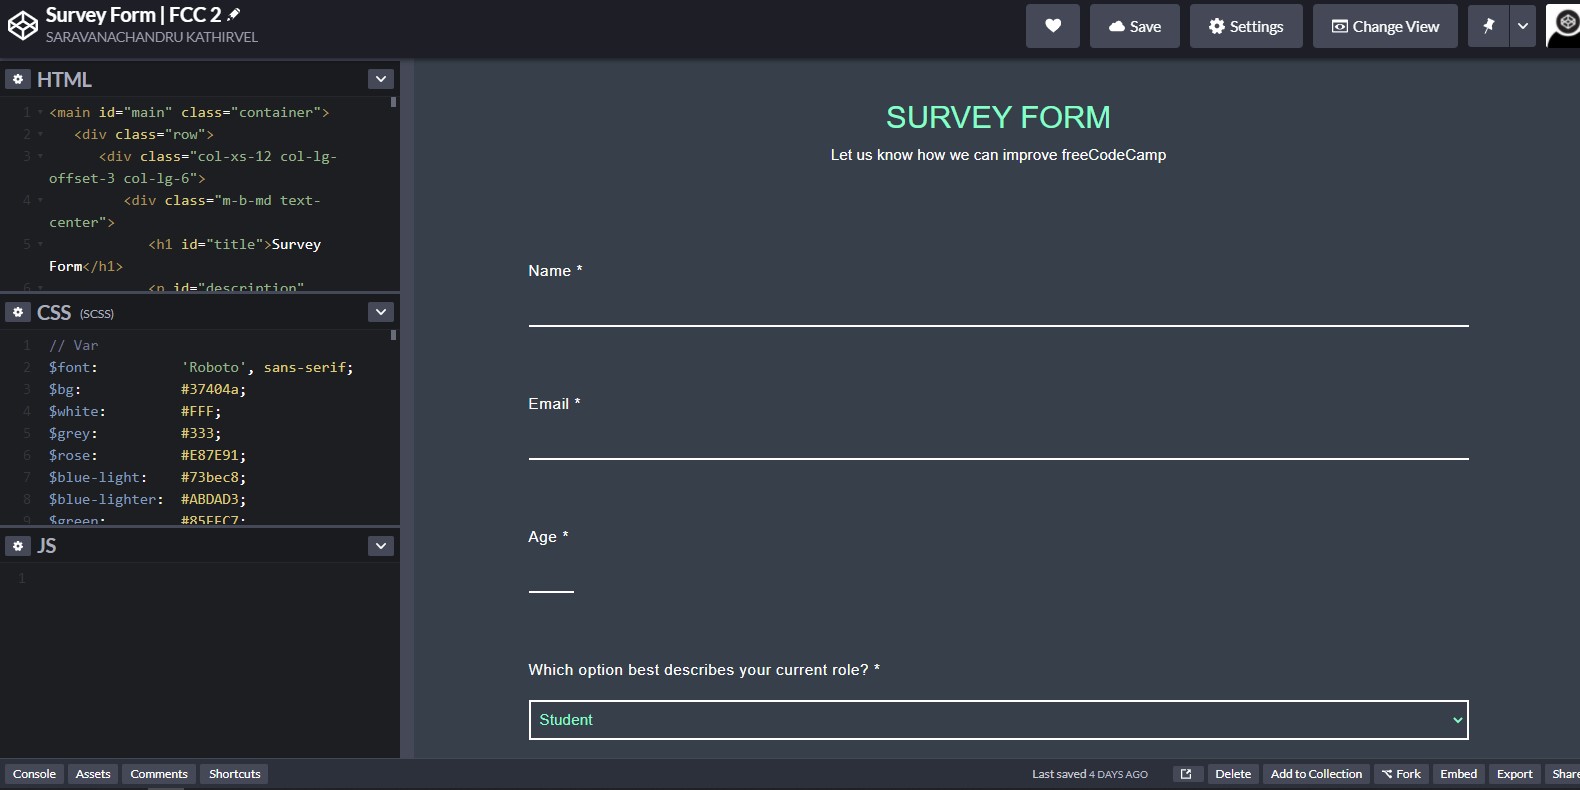 Survey Form | FCC 2
SARAVANACHANDRU KATHIRVEL
Save
Settings
Change View
HTML
1 <main id="main" class="container">
2 <div class="row">
3 <div class="col-xs-12 col-lg-
offset-3 col-lg-6">
4 <div class="m-b-md text-
center">
5 <h1 id="title">Survey
Form</h1>
6 <p id="description"
CSS (SCSS)
1 // Var
2 $font: 'Roboto', sans-serif;
3 $bg: #37404a;
4 $white: #FFF;
5 $grey: #333;
6 $rose: #E87E91;
7 $blue-light: #73bec8;
8 $blue-lighter: #ABDAD3;
9 $green: #85FFC7;
JS
1
SURVEY FORM
Let us know how we can improve freeCodeCamp
Name *
Email *
Age *
Which option best describes your current role? *
Student
Console
Assets
Comments
Shortcuts
Last saved 4 DAYS AGO
Delete
Add to Collection
Fork
Embed
Export
Share